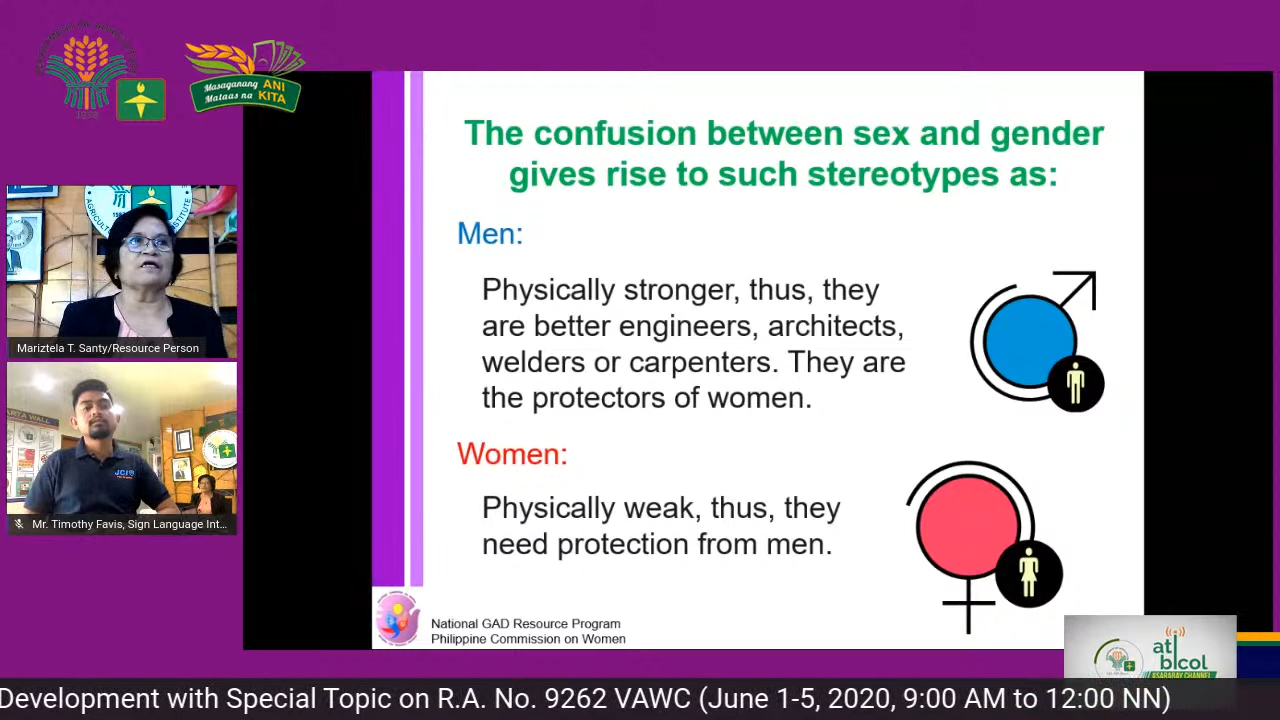 Masaganang ANI
Mataas na KITA
The confusion between sex and gender
gives rise to such stereotypes as:
Men:
Physically stronger, thus, they
are better engineers, architects,
welders or carpenters. They are
the protectors of women.
Women:
Physically weak, thus, they
need protection from men.
National GAD Resource Program
Philippine Commission on Women
Mariztela T. Santy/Resource Person
JCI
Mr. Timothy Favis, Sign Language Int...
ati
bicol
Development with Special Topic on R.A. No. 9262 VAWC (June 1-5, 2020, 9:00 AM to 12:00 NN)